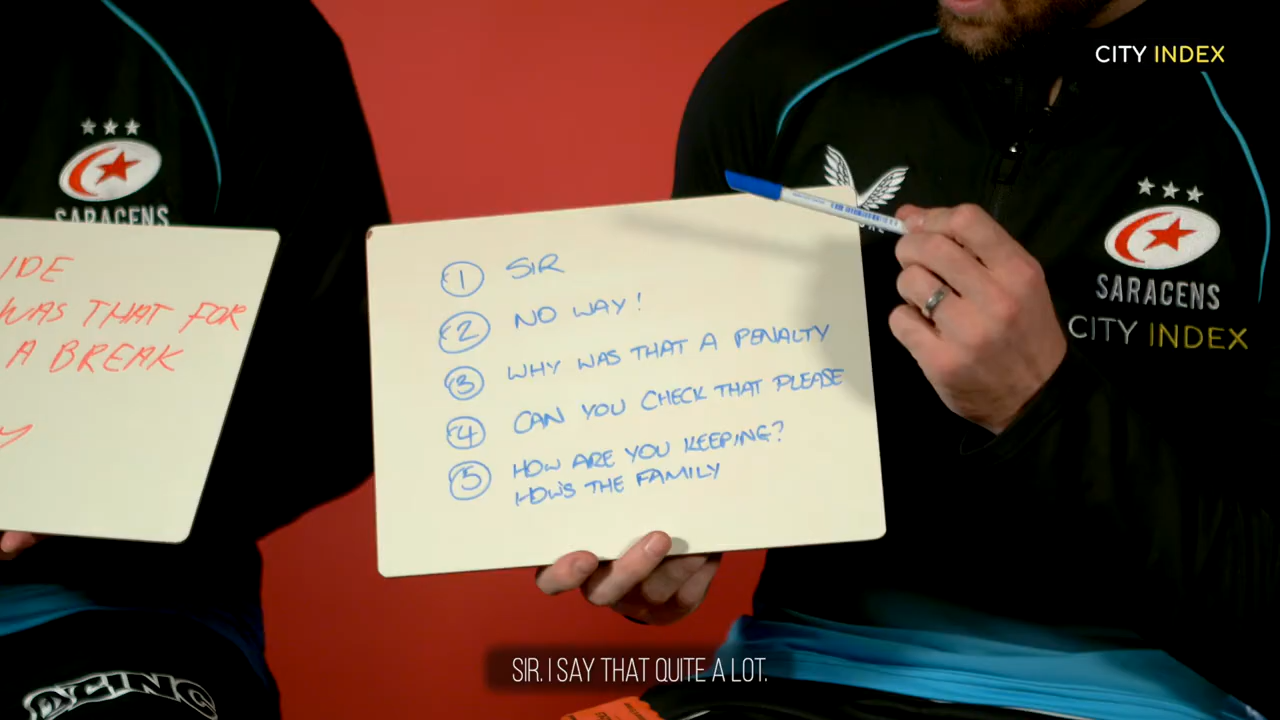 CITY INDEX
SARACENS
SARACENS
CITY INDEX
IDE
WAS THAT FOR
A BREAK
Y
1 SIR
2 NO WAY!
3 WHY WAS THAT A PENALTY
4 CAN YOU CHECK THAT PLEASE
5 HOW ARE YOU KEEPING?
HOW'S THE FAMILY
SIR. I SAY THAT QUITE A LOT.